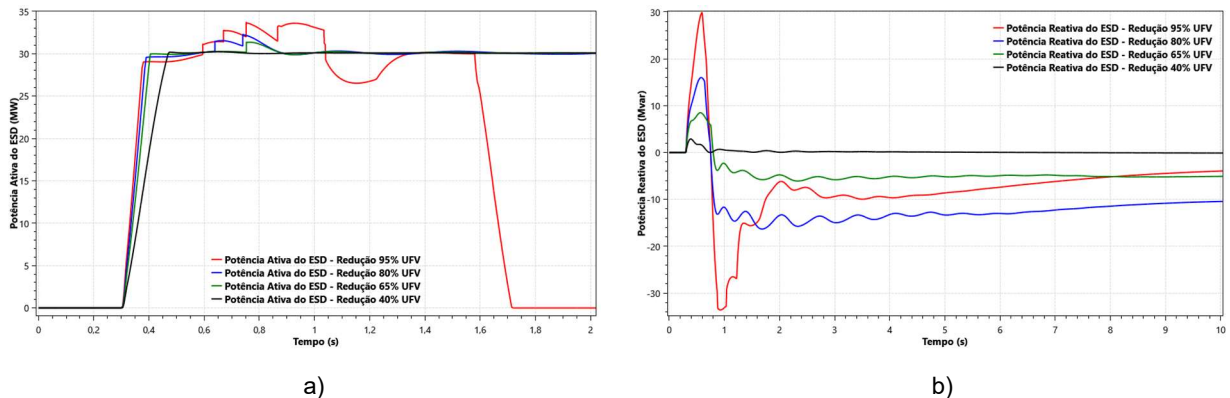 35
30
25
20
15
10
5
0
Potência Ativa do ESD (MW)
Potência Ativa do ESD - Redução 95% UFV
Potência Ativa do ESD - Redução 80% UFV
Potência Ativa do ESD - Redução 65% UFV
Potência Ativa do ESD - Redução 40% UFV
0 0,2 0,4 0,6 0,8 1 1,2 1,4 1,6 1,8 2
Tempo (s)
a)
30
20
10
0
-10
-20
-30
Potência Reativa do ESD (Mvar)
Potência Reativa do ESD - Redução 95% UFV
Potência Reativa do ESD - Redução 80% UFV
Potência Reativa do ESD - Redução 65% UFV
Potência Reativa do ESD - Redução 40% UFV
0 1 2 3 4 5 6 7 8 9 10
Tempo (s)
b)